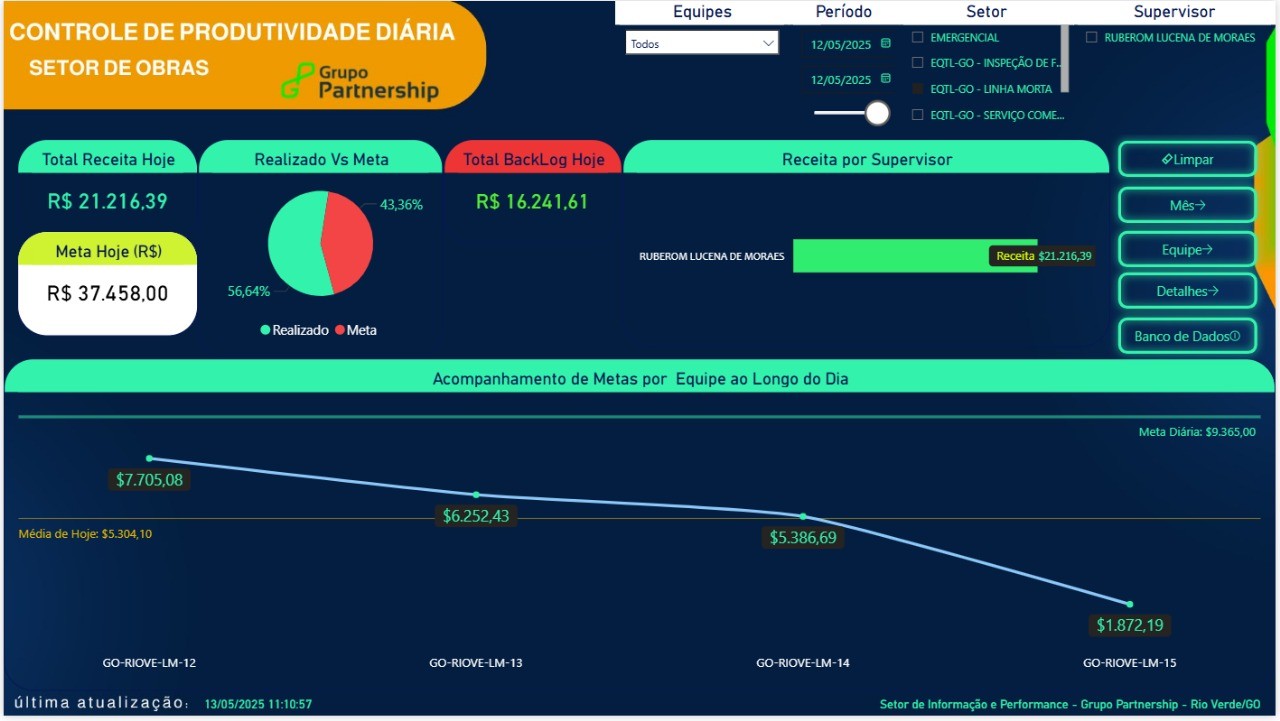 CONTROLE DE PRODUTIVIDADE DIÁRIA
SETOR DE OBRAS
Grupo
Partnership
Equipes
Todos
Período
12/05/2025
12/05/2025
Setor
EMERGENCIAL
EQTL-GO - INSPEÇÃO DE F...
EQTL-GO - LINHA MORTA
EQTL-GO - SERVIÇO COME...
Supervisor
RUBEROM LUCENA DE MORAES
Total Receita Hoje
R$ 21.216,39
Meta Hoje (R$)
R$ 37.458,00
Realizado Vs Meta
43,36%
56,64%
Realizado Meta
Total BackLog Hoje
R$ 16.241,61
Receita por Supervisor
RUBEROM LUCENA DE MORAES
Receita $21.216,39
Limpar
Mês
Equipe
Detalhes
Banco de Dados
Acompanhamento de Metas por Equipe ao Longo do Dia
Meta Diária: $9.365,00
$7.705,08
$6.252,43
Média de Hoje: $5.304,10
$5.386,69
$1.872,19
GO-RIOVE-LM-12
GO-RIOVE-LM-13
GO-RIOVE-LM-14
GO-RIOVE-LM-15
última atualização: 13/05/2025 11:10:57
Setor de Informação e Performance - Grupo Partnership - Rio Verde/GO